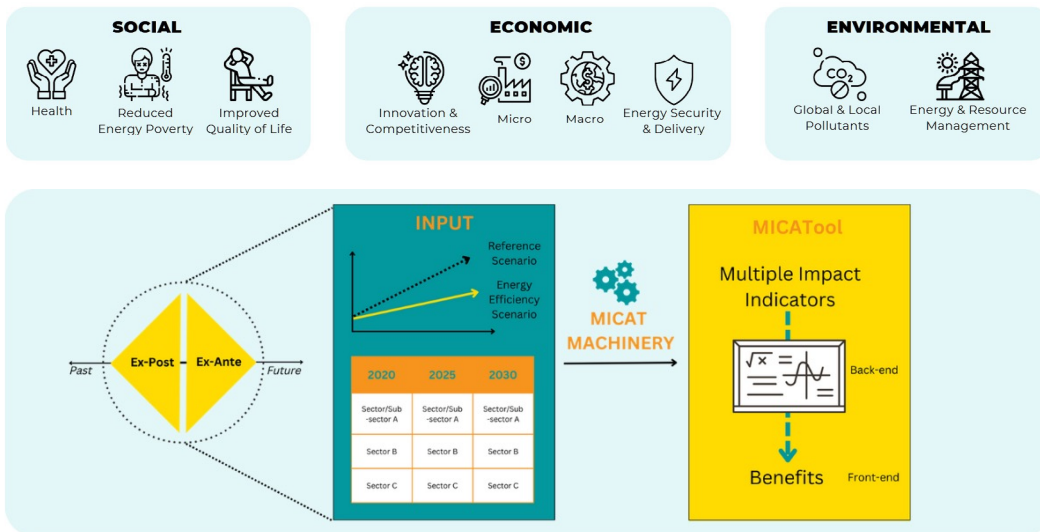 SOCIAL
Health
Reduced
Energy Poverty
Improved
Quality of Life
ECONOMIC
Innovation &
Competitiveness
Micro
Macro
Energy Security
& Delivery
ENVIRONMENTAL
CO2
Global & Local
Pollutants
Energy & Resource
Management
Past
Ex-Post
Ex-Ante
Future
INPUT
Reference
Scenario
Energy
Efficiency
Scenario
2020 2025 2030
Sector/Sub Sector/Sub Sector/Sub
-sector A -sector A -sector A
Sector B Sector B Sector B
Sector C Sector C Sector C
MICAT
MACHINERY
MICATool
Multiple Impact
Indicators
√x =
Back-end
Benefits
Front-end